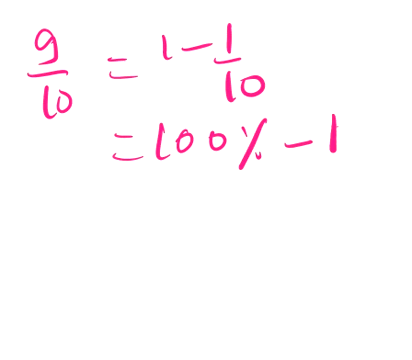 9/10 = 1 - 1/10
= 100% - 1